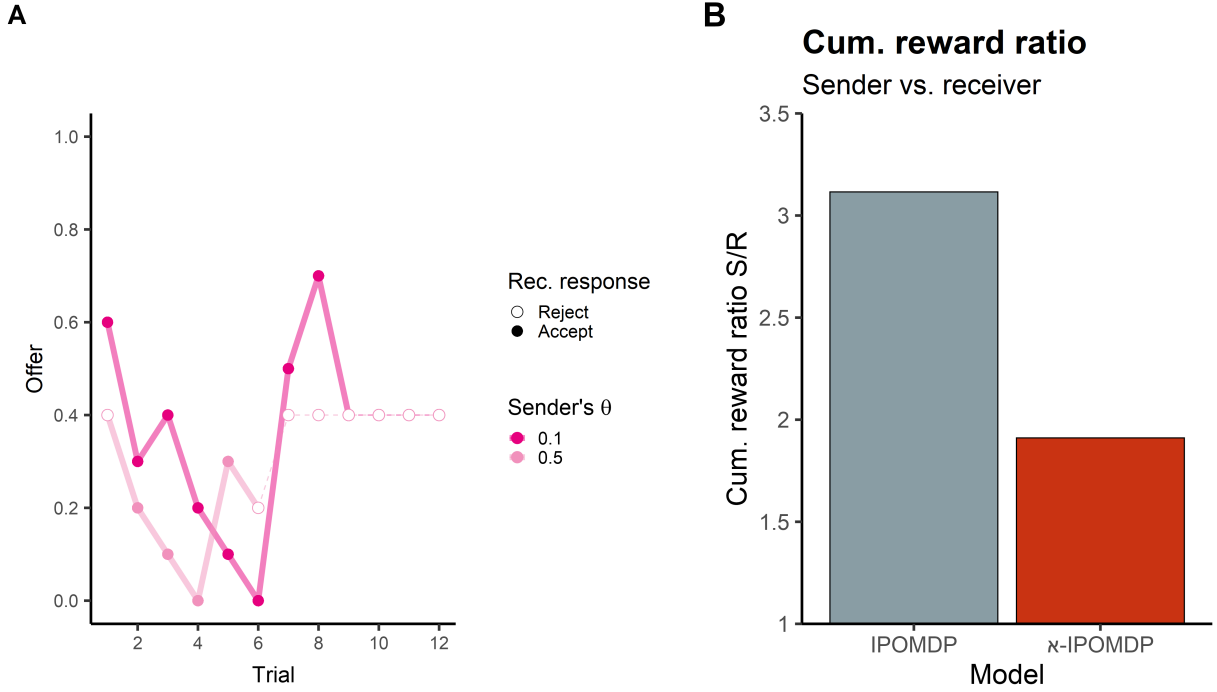 A
1.0
0.8
0.6
0.4
0.2
0.0
Offer
2 4 6 8 10 12
Trial
Rec. response
Reject
Accept
Sender's θ
0.1
0.5
B
Cum. reward ratio
Sender vs. receiver
3.5
3
2.5
2
1.5
1
Cum. reward ratio S/R
IPOMDP א-IPOMDP
Model